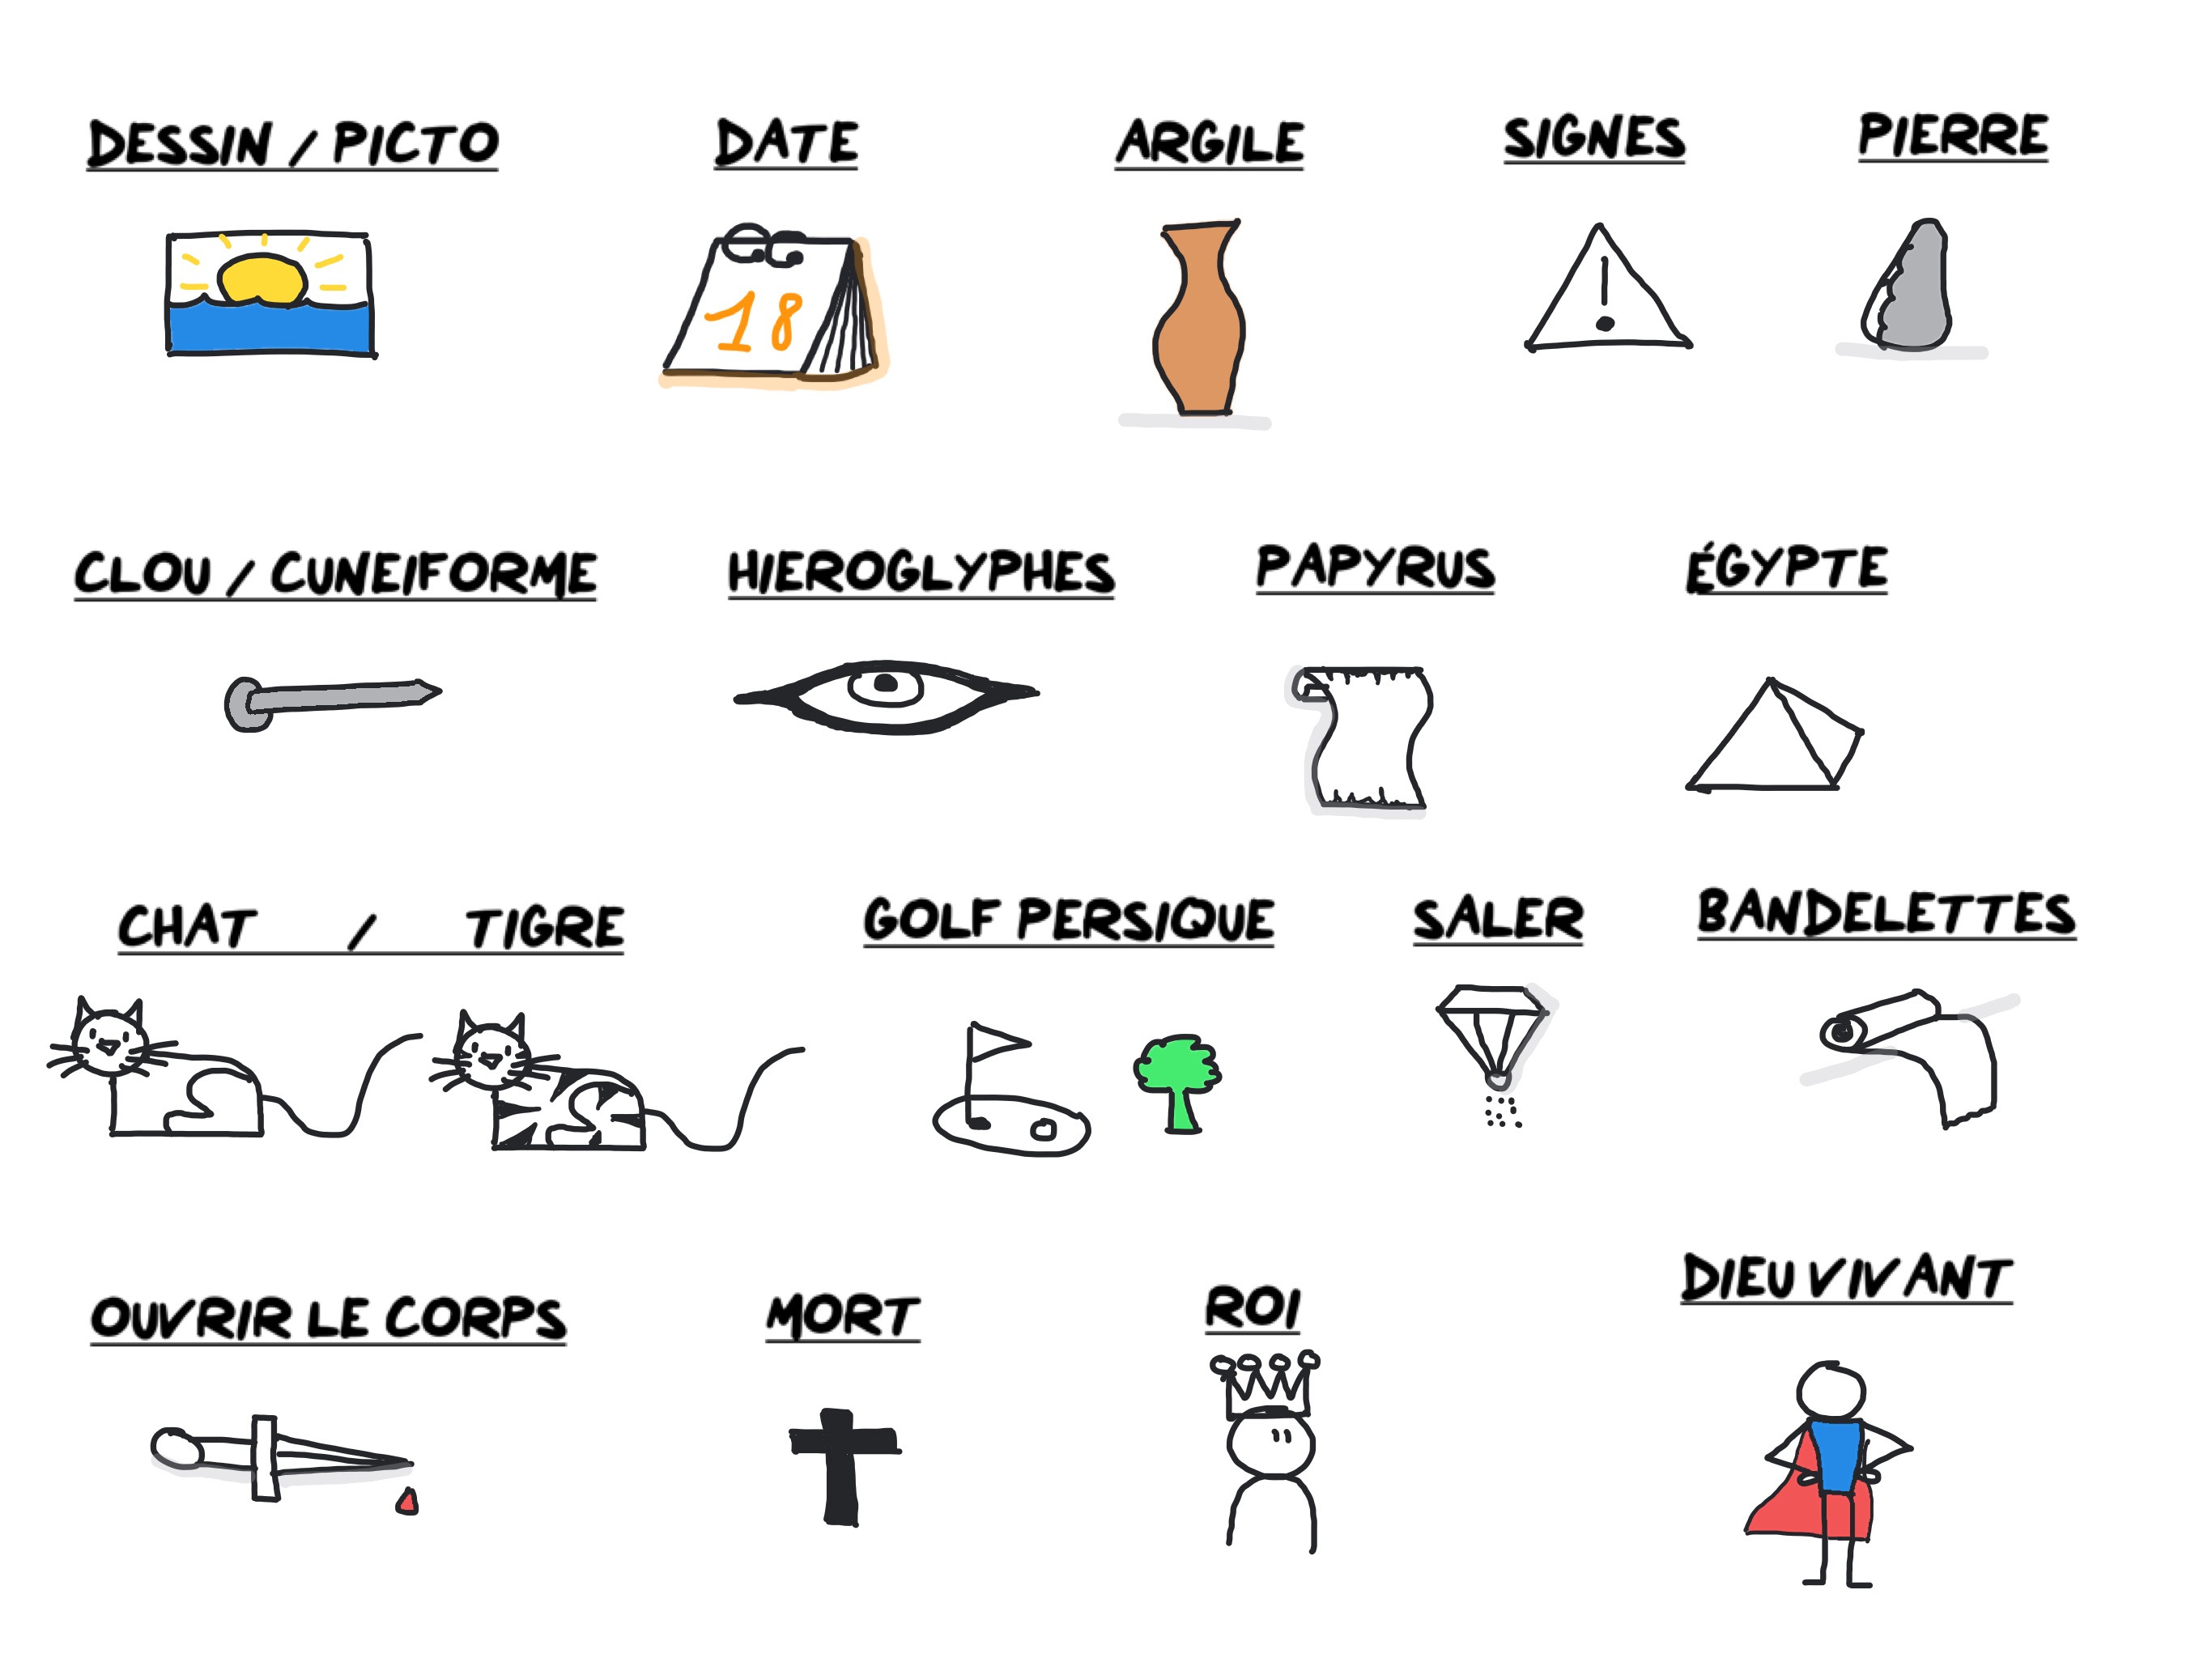 DESSIN / PICTO
DATE
ARGILE
SIGNES
PIERRE
18
CLOU / CUNEIFORME
HIEROGLYPHES
PAPYRUS
ÉGYPTE
CHAT / TIGRE
GOLF PERSIQUE
SALER
BANDELETTES
OUVRIR LE CORPS
MORT
ROI
DIEU VIVANT